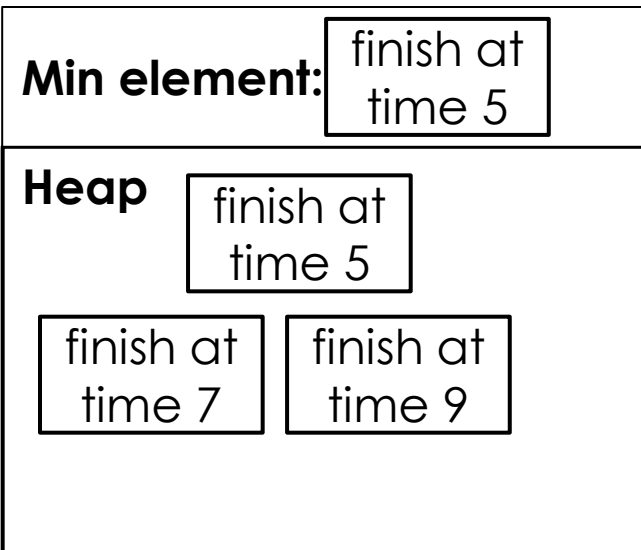 Min element:
finish at
time 5
Heap
finish at
time 5
finish at
time 7
finish at
time 9